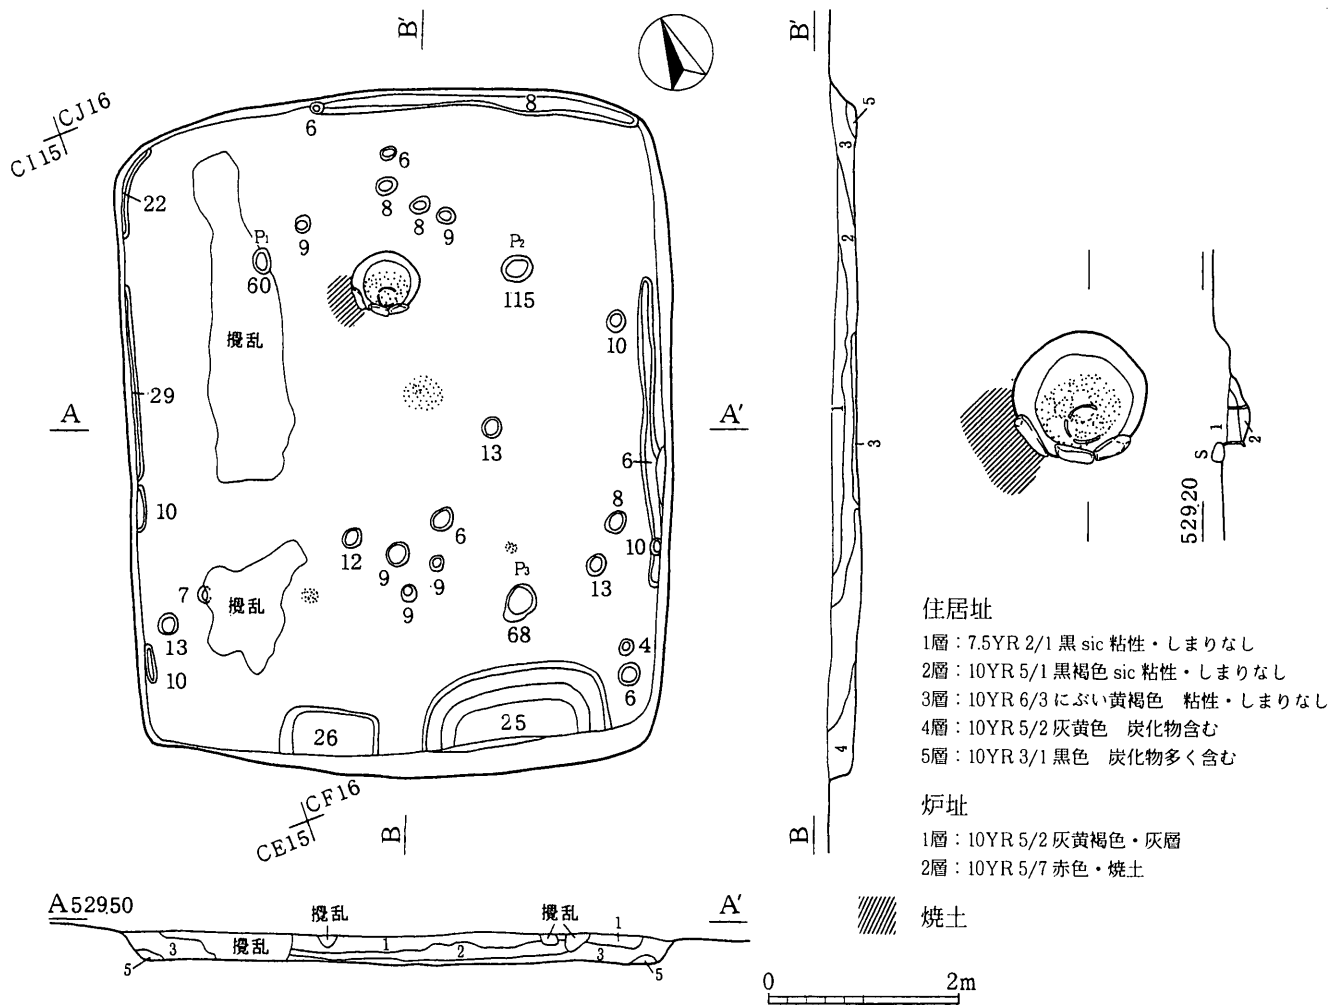 B'
B'
CJ16
CI15
8
6
5
3
6
22
8
8
9
9
2
P1
P2
60
115
10
攪乱
29
A
A'
13
1
3
6
1
2
S
529.20
10
8
6
10
12
9
9
13
7
攪乱
9
P3
68
13
4
10
6
26
25
4
CF16
CE15
B
B
住居址
1層：7.5YR 2/1 黒 sic 粘性・しまりなし
2層：10YR 5/1 黒褐色 sic 粘性・しまりなし
3層：10YR 6/3 にぶい黄褐色　粘性・しまりなし
4層：10YR 5/2 灰黄色　炭化物含む
5層：10YR 3/1 黒色　炭化物多く含む
炉址
1層：10YR 5/2 灰黄褐色・灰層
2層：10YR 5/7 赤色・焼土
焼土
A 529.50
攪乱
攪乱
A'
1
3
攪乱
1
2
3
5
5
0
2m